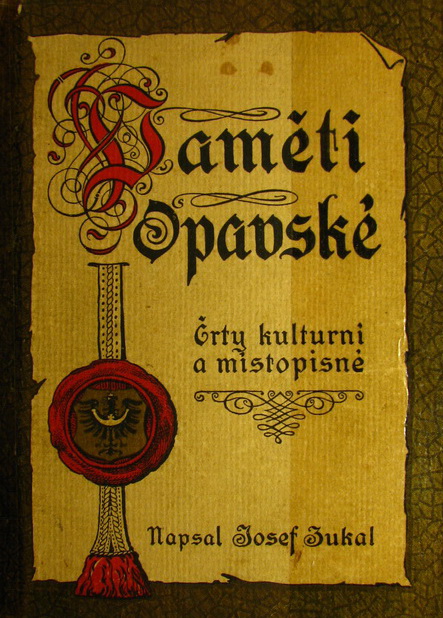 Paměti
Opavské
Črty kulturní
a místopisné
Napsal Josef Zukal